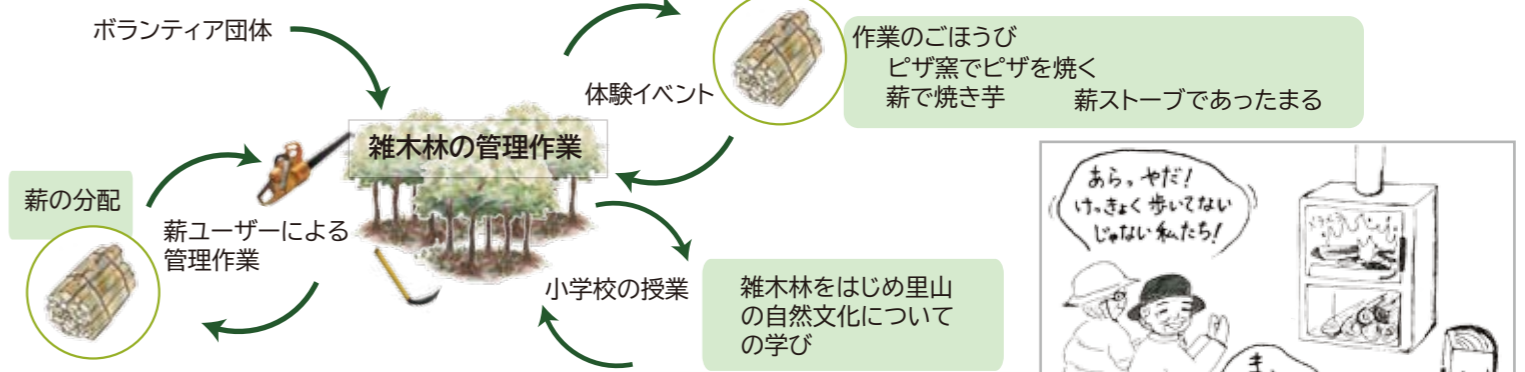 ボランティア団体
体験イベント
作業のごほうび
ピザ窯でピザを焼く
薪で焼き芋　　薪ストーブであったまる
雑木林の管理作業
薪の分配
薪ユーザーによる
管理作業
小学校の授業
雑木林をはじめ里山
の自然文化について
の学び
あらっやだ!
けっきょく歩いてない
じゃない私たち!